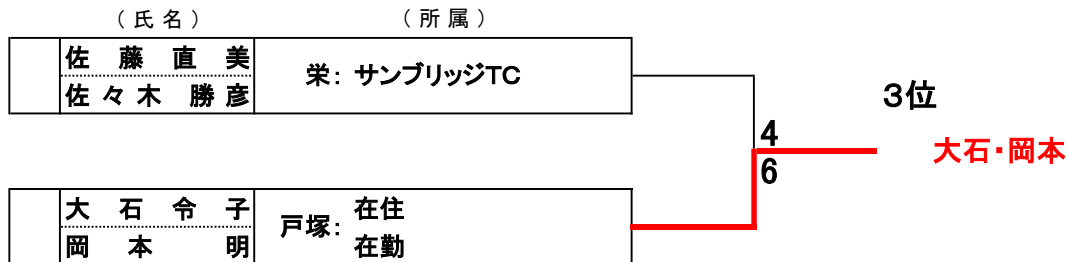 （氏名） （所属）
佐藤直美
佐々木勝彦
栄：サンブリッジTC
3位
4
6
大石・岡本
大石令子
岡本明
戸塚：
在住
在勤